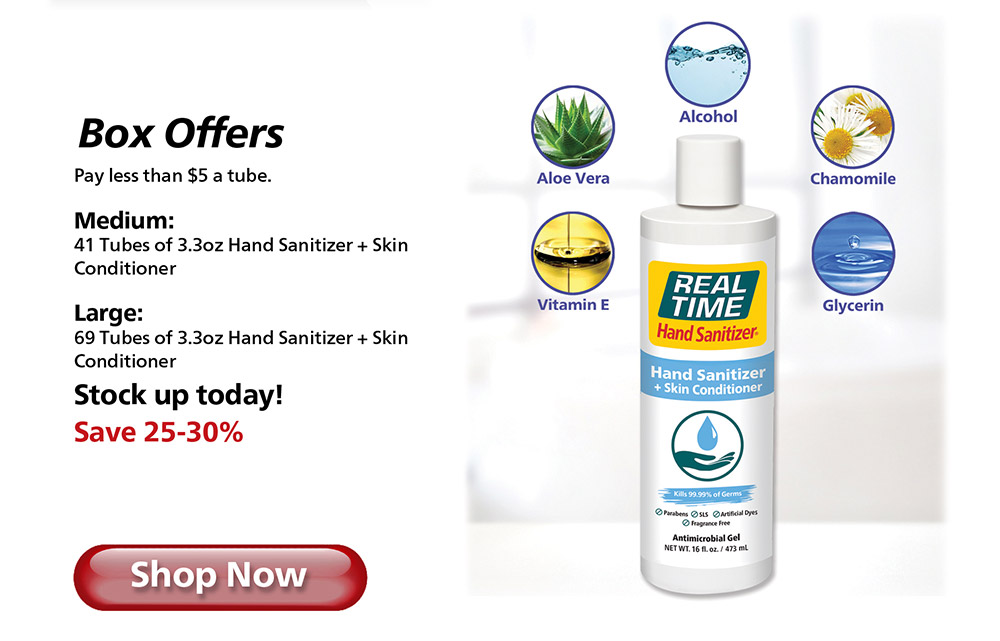 Box Offers
Pay less than $5 a tube.
Medium:
41 Tubes of 3.3oz Hand Sanitizer + Skin
Conditioner
Large:
69 Tubes of 3.3oz Hand Sanitizer + Skin
Conditioner
Stock up today!
Save 25-30%
Shop Now
Alcohol
Aloe Vera
Chamomile
Vitamin E
Glycerin
REAL
TIME
Hand Sanitizer®
Hand Sanitizer
+ Skin Conditioner
Kills 99.99% of Germs
Parabens SLS Artificial Dyes
Fragrance Free
Antimicrobial Gel
NET WT. 16 fl. oz. / 473 mL